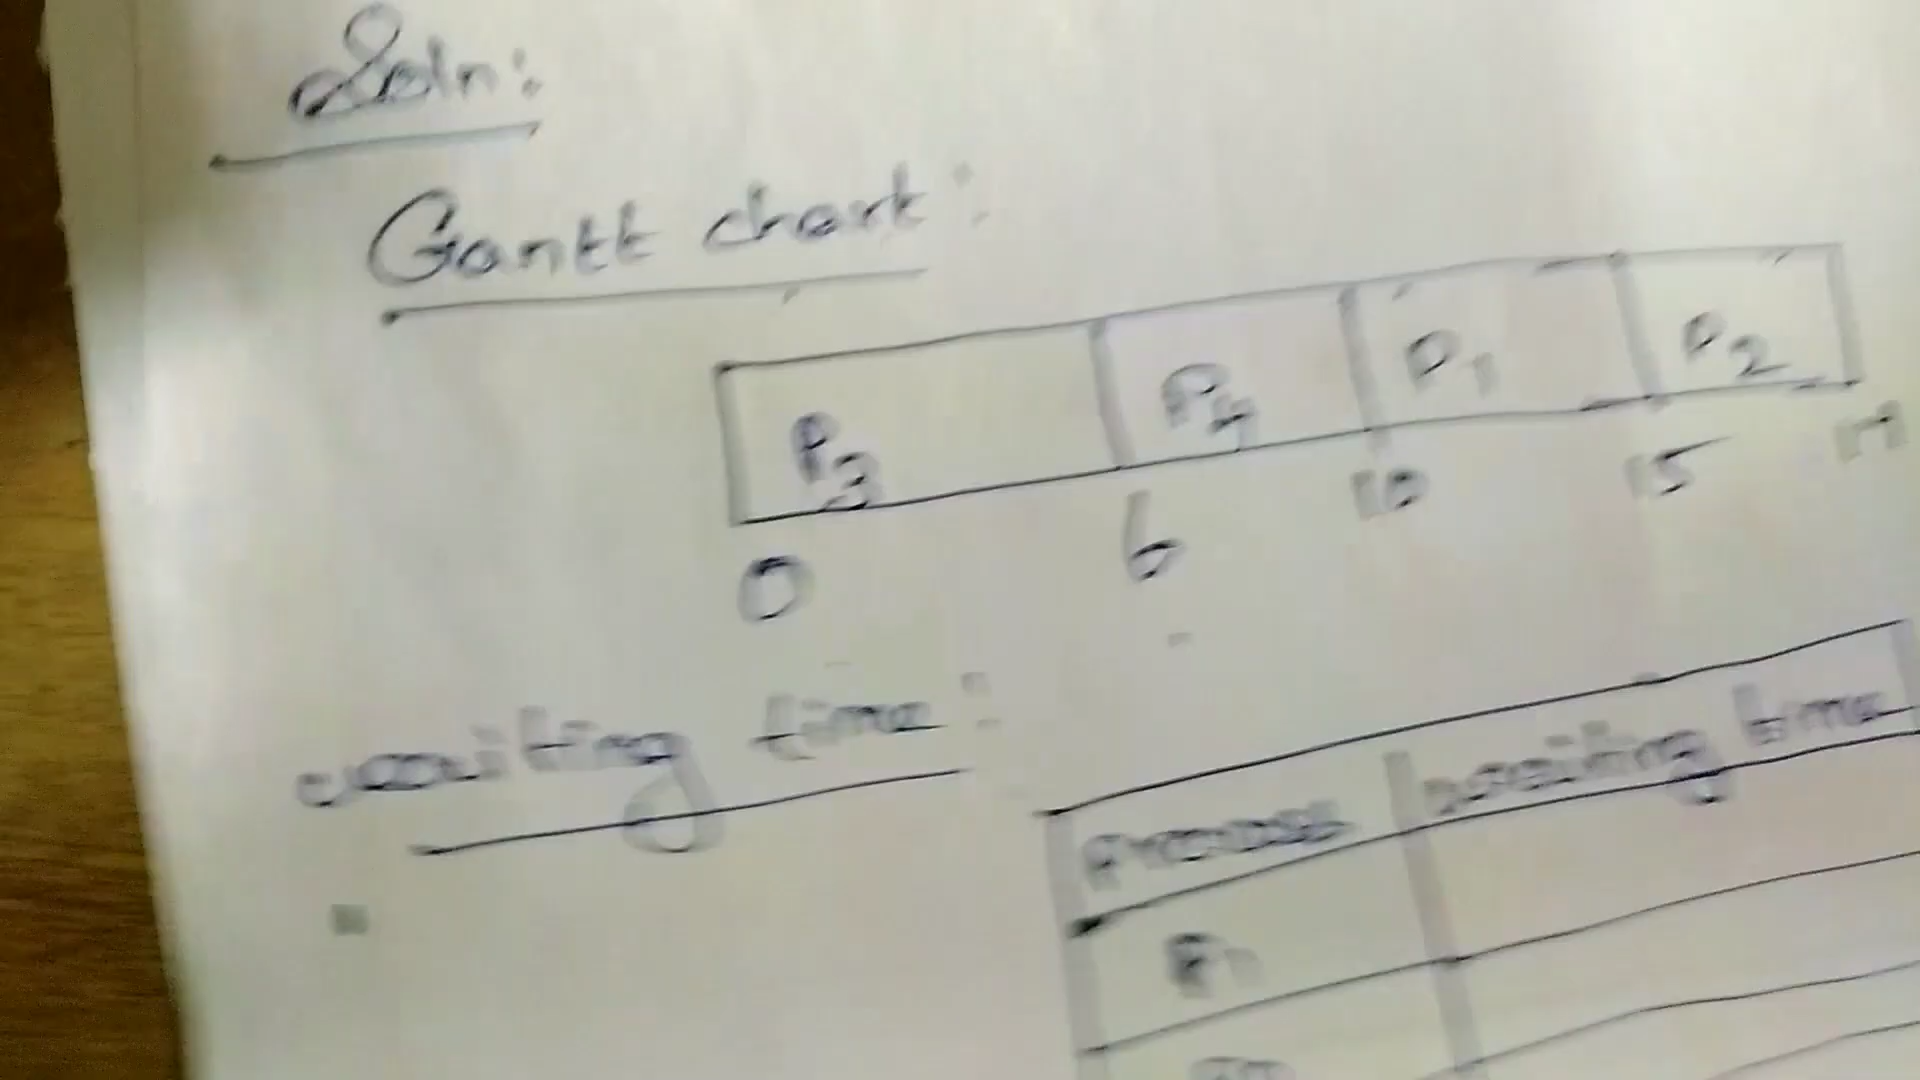 Soln:
Gantt chart:
P3 P4 P1 P2
0 6 10 15
waiting time:
Process waiting time
P1